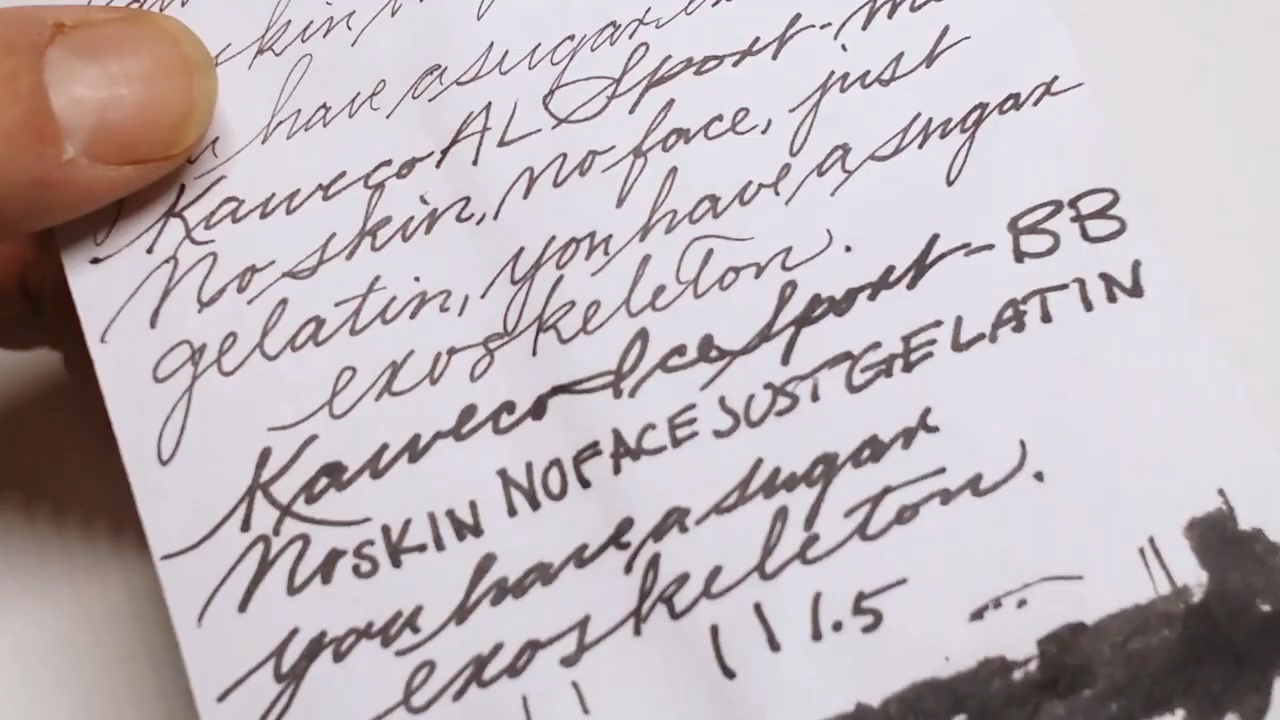 skin,
have a sugar
Kaweco AL Sport-
No skin, no face, just
gelatin, you have a sugar
exoskeleton.
Kaweco Ice Sport-BB
No SKIN NO FACE JUST GELATIN
you have a sugar
exoskeleton.
1.5